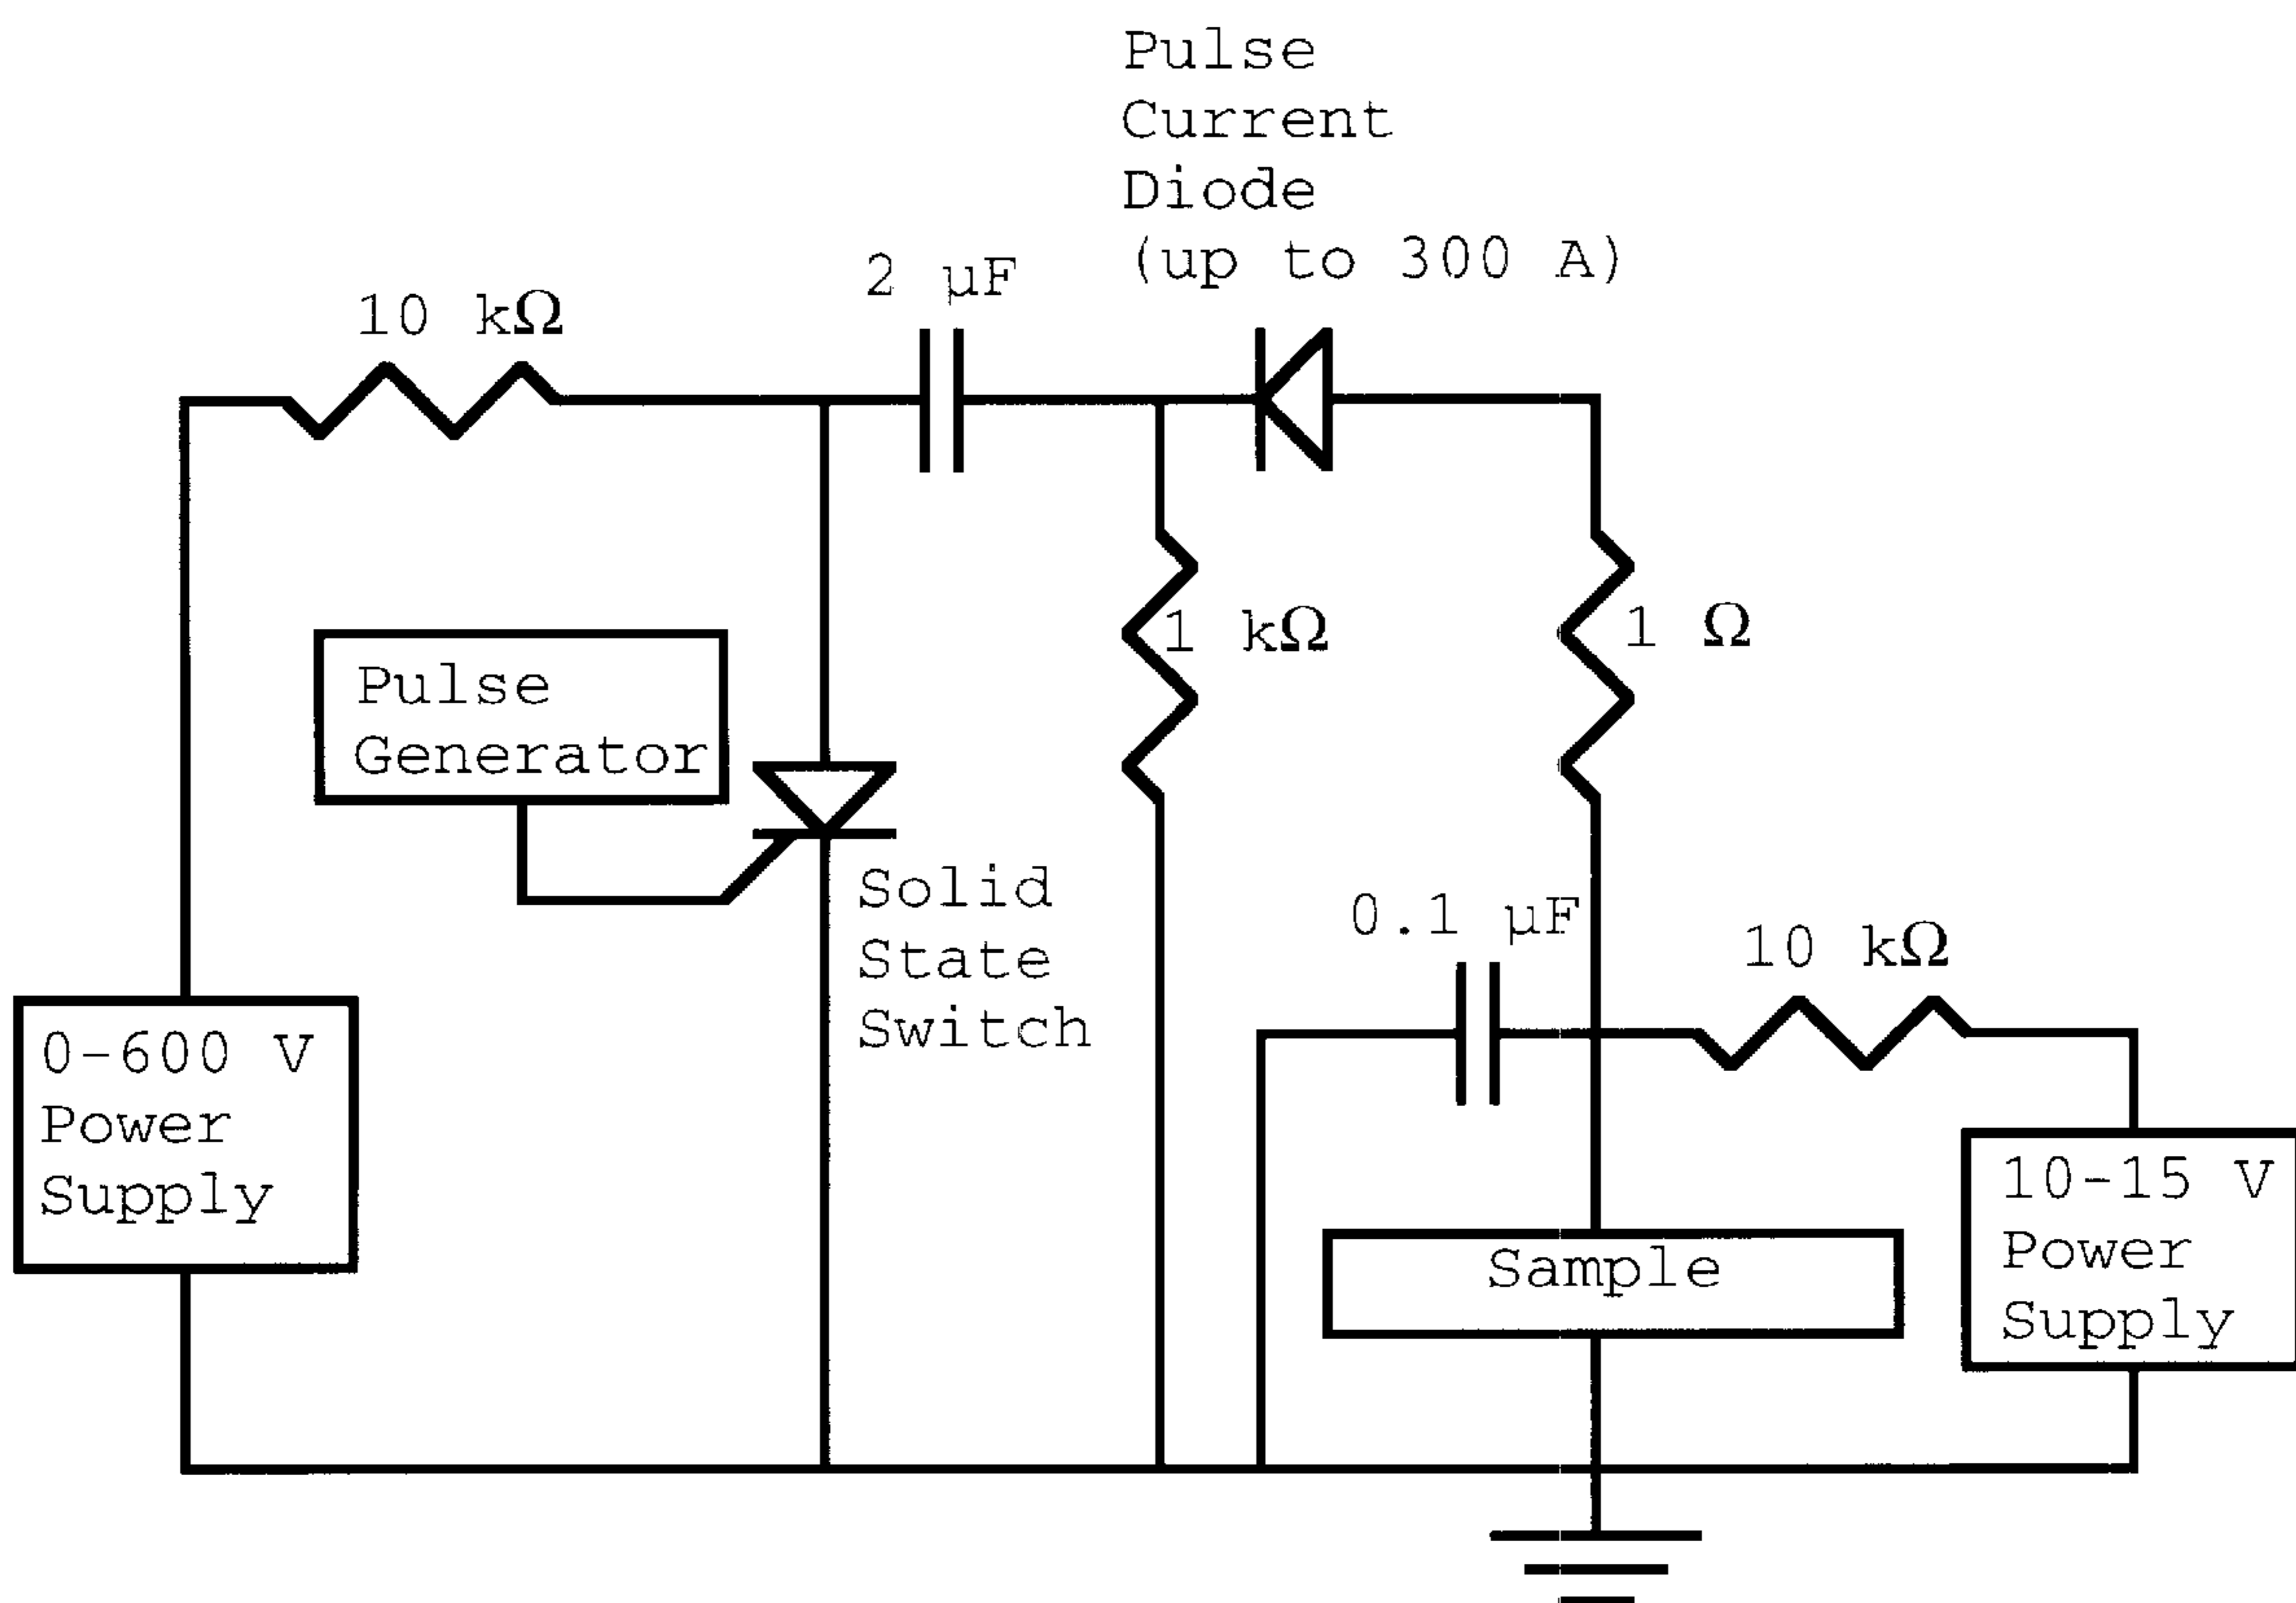 Pulse
Current
Diode
(up to 300 A)
2 µF
10 kΩ
1 kΩ
1 Ω
Pulse
Generator
Solid
State
Switch
0.1 µF
10 kΩ
0-600 V
Power
Supply
10-15 V
Power
Supply
Sample